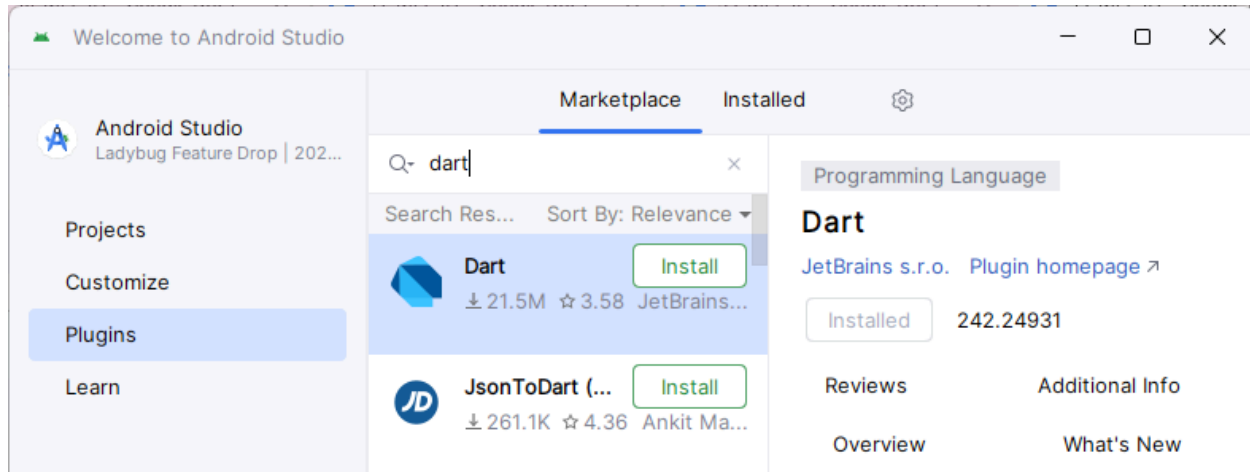 Welcome to Android Studio
Android Studio
Ladybug Feature Drop | 202...
Projects
Customize
Plugins
Learn
Marketplace Installed
dart
Search Res... Sort By: Relevance
Dart Install
21.5M 3.58 JetBrains...
JsonToDart (... Install
JD
261.1K 4.36 Ankit Ma...
Programming Language
Dart
JetBrains s.r.o. Plugin homepage ↗
Installed 242.24931
Reviews Additional Info
Overview What's New